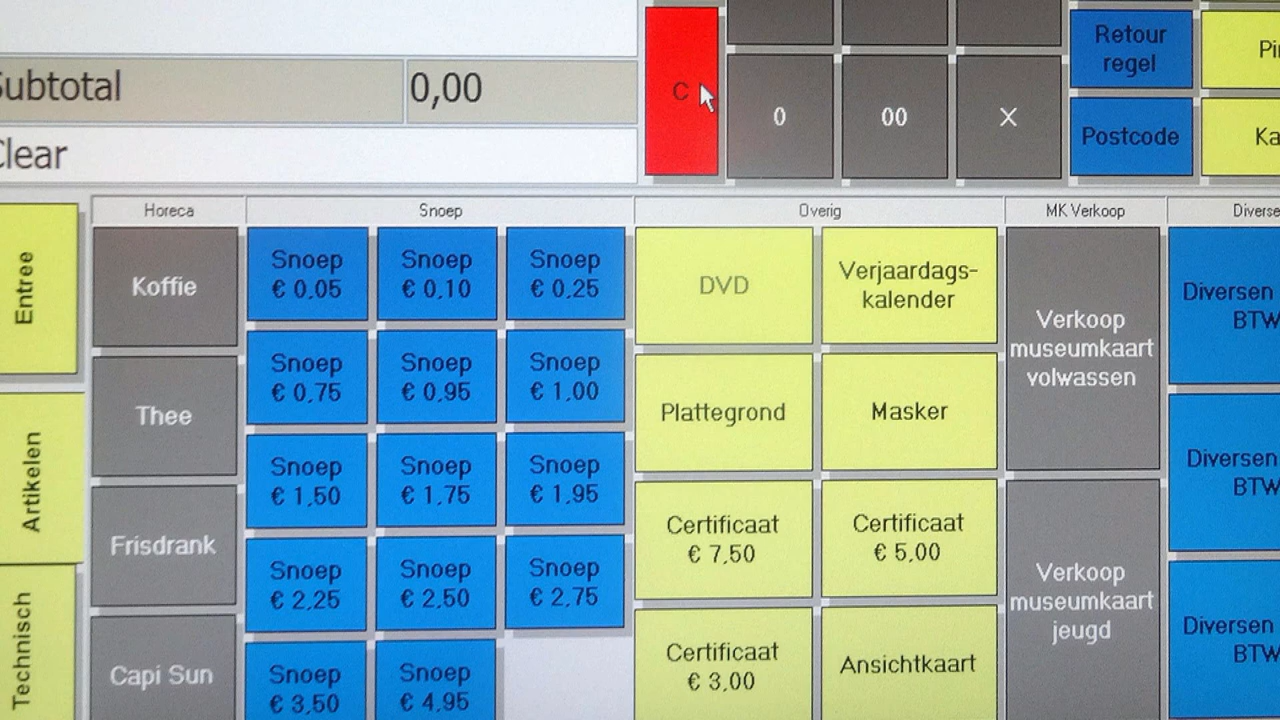 Subtotal 0,00
Clear
C
0 00 X
Retour
regel
Postcode
Horeca Snoep Overig MK Verkoop Diverse
Entree
Artikelen
Technisch
Koffie
Thee
Frisdrank
Capi Sun
Snoep
€ 0,05
Snoep
€ 0,10
Snoep
€ 0,25
Snoep
€ 0,75
Snoep
€ 0,95
Snoep
€ 1,00
Snoep
€ 1,50
Snoep
€ 1,75
Snoep
€ 1,95
Snoep
€ 2,25
Snoep
€ 2,50
Snoep
€ 2,75
Snoep
€ 3,50
Snoep
€ 4,95
DVD
Verjaardags-
kalender
Plattegrond
Masker
Certificaat
€ 7,50
Certificaat
€ 5,00
Certificaat
€ 3,00
Ansichtkaart
Verkoop
museumkaart
volwassen
Verkoop
museumkaart
jeugd
Diversen
BTW
Diversen
BTW
Diversen
BTW